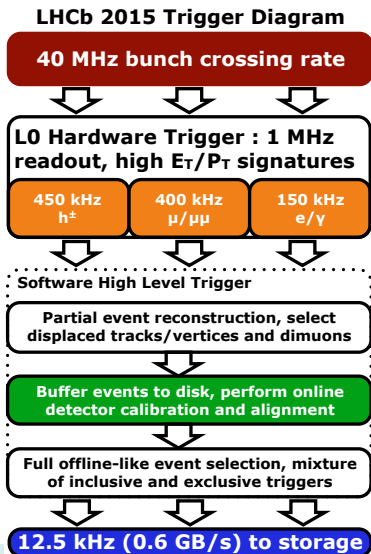 LHCb 2015 Trigger Diagram
40 MHz bunch crossing rate
L0 Hardware Trigger : 1 MHz
readout, high ET/PT signatures
450 kHz
h±
400 kHz
μ/μμ
150 kHz
e/γ
Software High Level Trigger
Partial event reconstruction, select
displaced tracks/vertices and dimuons
Buffer events to disk, perform online
detector calibration and alignment
Full offline-like event selection, mixture
of inclusive and exclusive triggers
12.5 kHz (0.6 GB/s) to storage